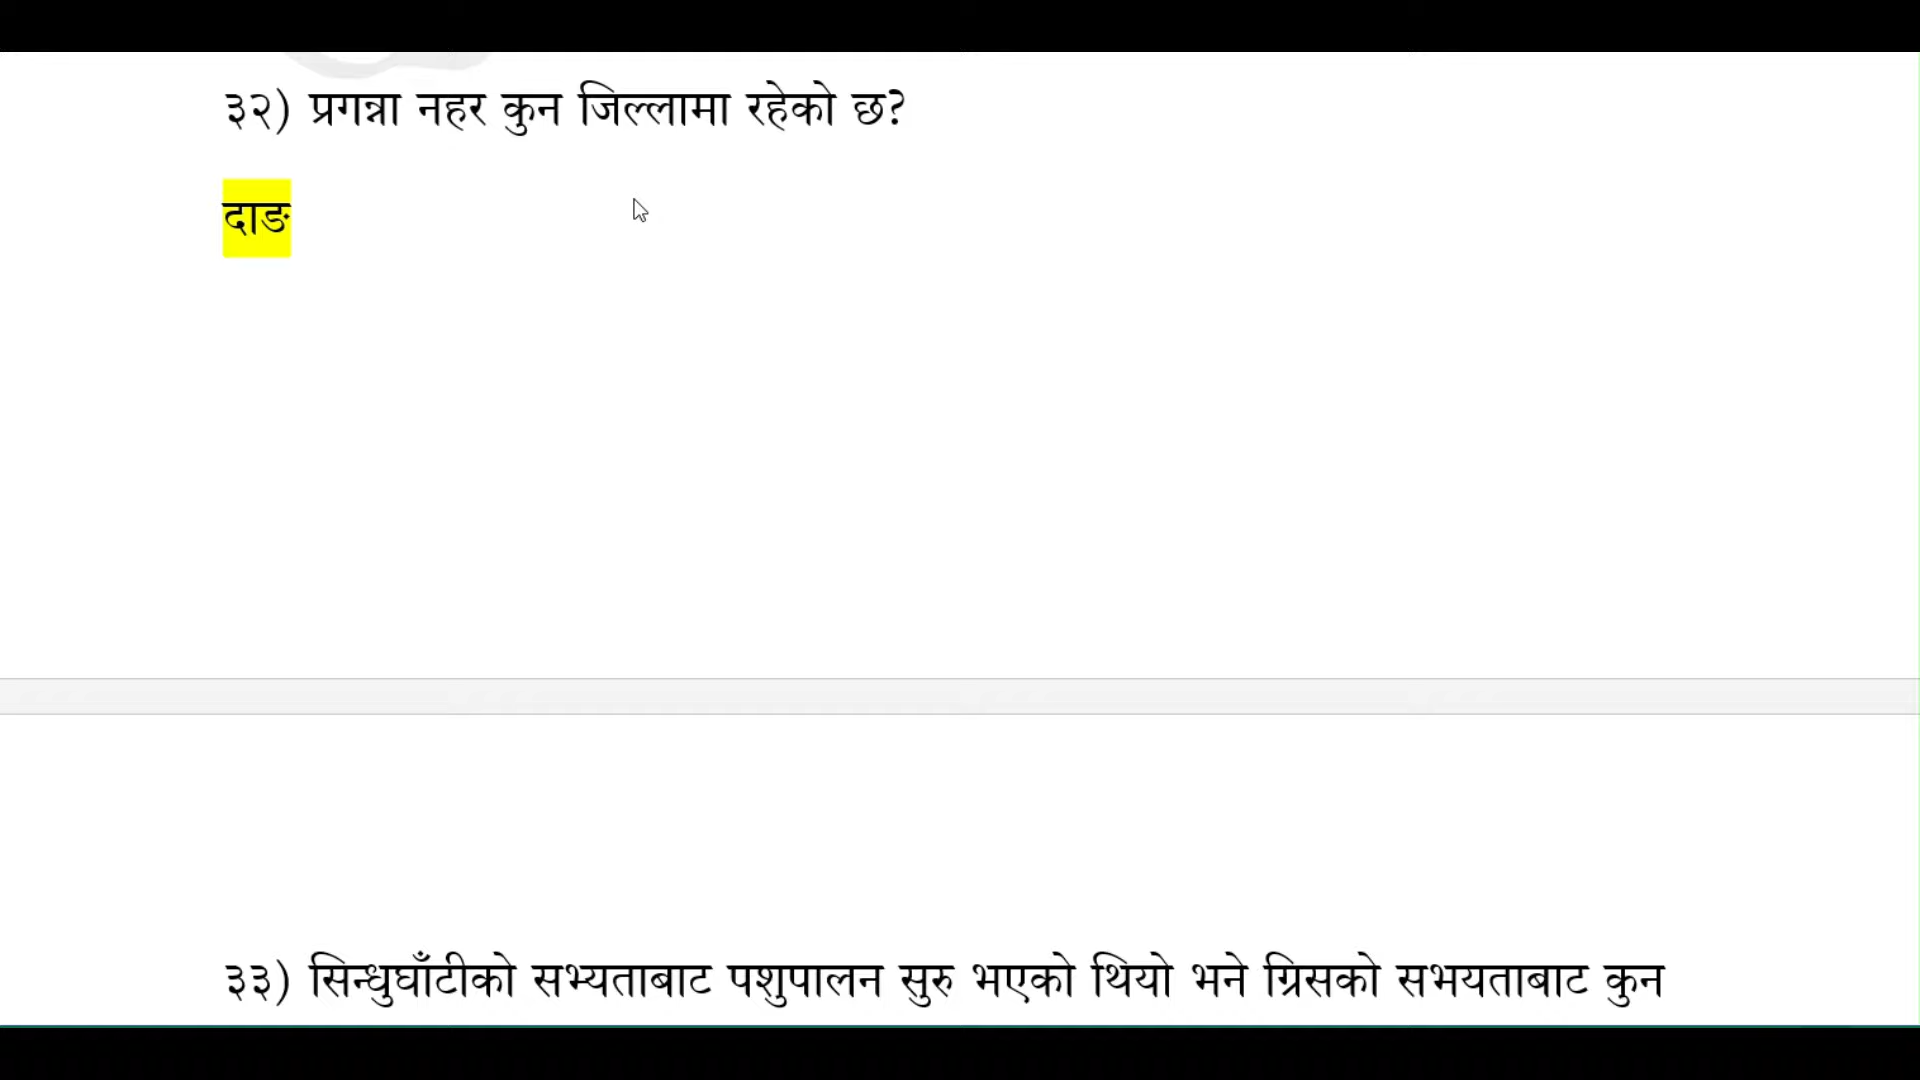 ३२) प्रगन्ना नहर कुन जिल्लामा रहेको छ?
दाङ
३३) सिन्धुघाँटीको सभ्यताबाट पशुपालन सुरु भएको थियो भने ग्रिसको सभयताबाट कुन